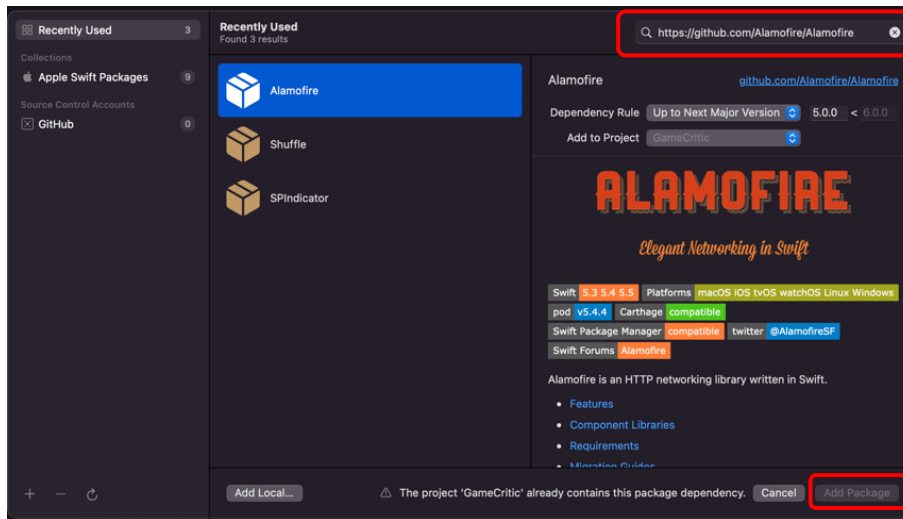 Recently Used 3
Collections
Apple Swift Packages 9
Source Control Accounts
GitHub 0
Recently Used
Found 3 results
https://github.com/Alamofire/Alamofire
Alamofire
Shuffle
SPIndicator
Alamofire github.com/Alamofire/Alamofire
Dependency Rule Up to Next Major Version 5.0.0 < 6.0.0
Add to Project GameCritic
ALAMOFIRE
Elegant Networking in Swift
Swift 5.3 5.4 5.5 Platforms macOS iOS tvOS watchOS Linux Windows
pod v5.4.4 Carthage compatible
Swift Package Manager compatible twitter @AlamofireSF
Swift Forums Alamofire
Alamofire is an HTTP networking library written in Swift.
• Features
• Component Libraries
• Requirements
• Migration Guides
+ −
Add Local... The project 'GameCritic' already contains this package dependency. Cancel Add Package